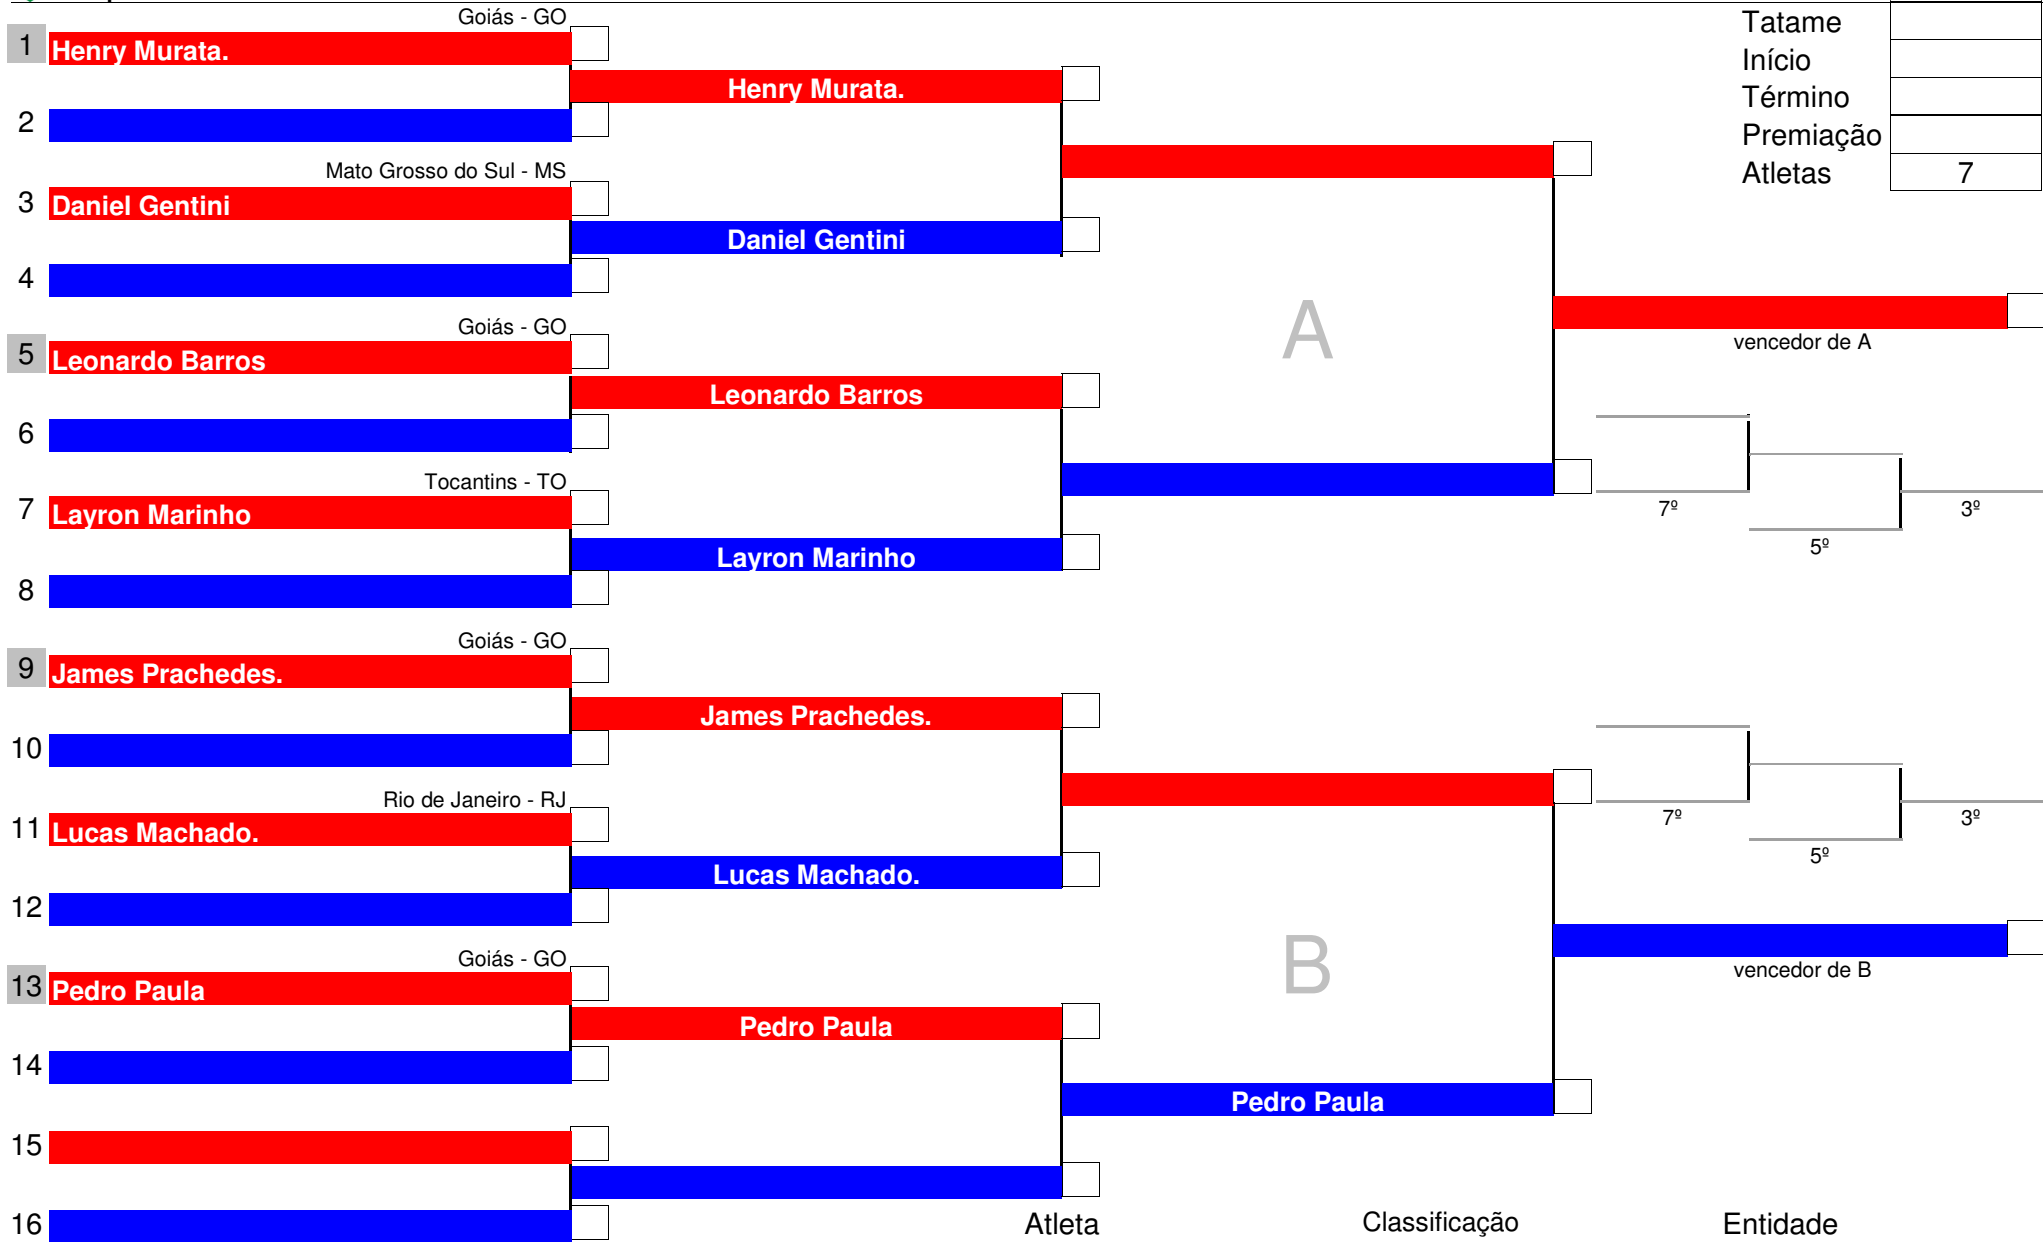 Goiás - GO
Tatame
1 Henry Murata.
Início
Henry Murata.
Término
2
Premiação
Mato Grosso do Sul - MS
Atletas 7
3 Daniel Gentini
Daniel Gentini
4
Goiás - GO
A
vencedor de A
5 Leonardo Barros
Leonardo Barros
6
Tocantins - TO
7 Layron Marinho
7º 3º
5º
Layron Marinho
8
Goiás - GO
9 James Prachedes.
James Prachedes.
10
Rio de Janeiro - RJ
7º 3º
11 Lucas Machado.
5º
Lucas Machado.
12
Goiás - GO
B
vencedor de B
13 Pedro Paula
Pedro Paula
14
Pedro Paula
15
16
Atleta Classificação Entidade